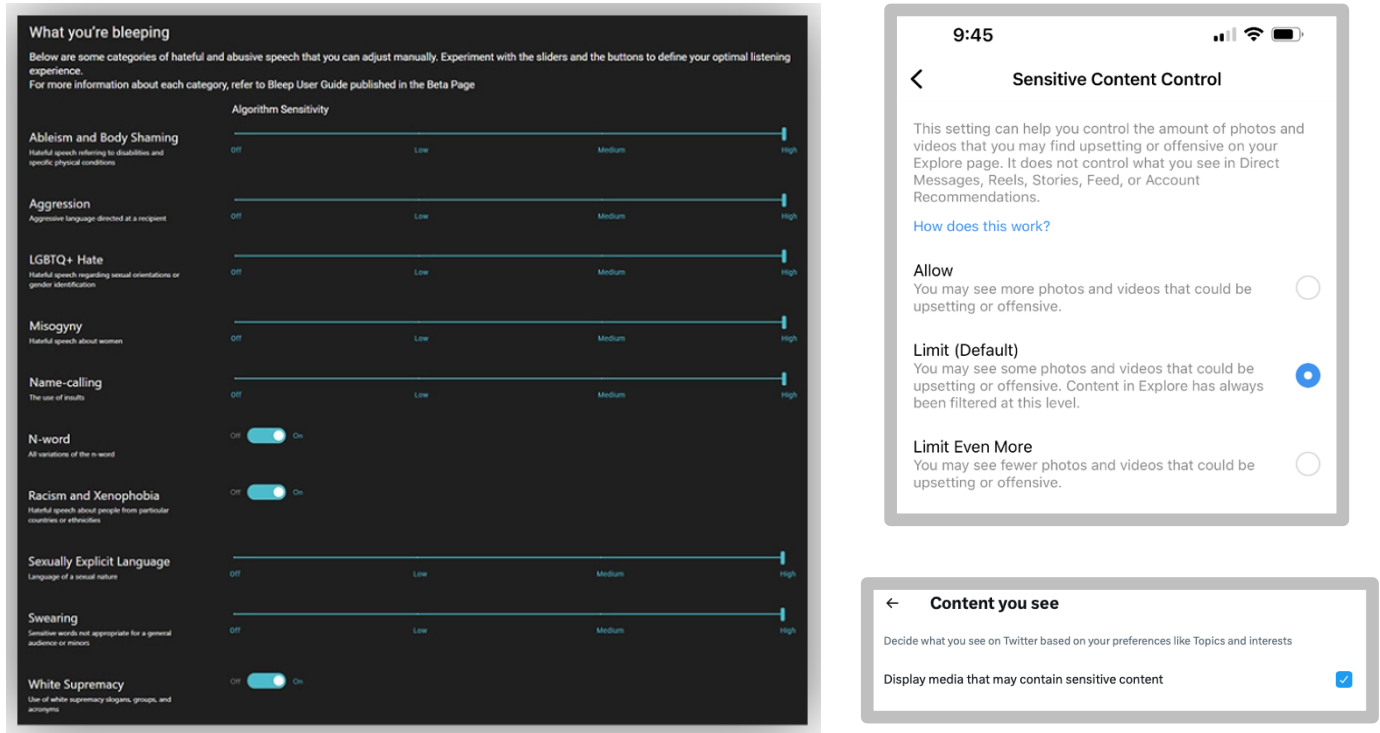 What you're bleeping
Below are some categories of hateful and abusive speech that you can adjust manually. Experiment with the sliders and the buttons to define your optimal listening
experience.
For more information about each category, refer to Bleep User Guide published in the Beta Page
Algorithm Sensitivity
Ableism and Body Shaming
Hateful speech referring to disabilities and
specific physical conditions
Off Low Medium High
Aggression
Aggressive language directed at a recipient
Off Low Medium High
LGBTQ+ Hate
Hateful speech regarding sexual orientations or
gender identification
Off Low Medium High
Misogyny
Hateful speech about women
Off Low Medium High
Name-calling
The use of insults
Off Low Medium High
N-word
All variations of the n-word
Off On
Racism and Xenophobia
Hateful speech about people from particular
countries or ethnicities
Off On
Sexually Explicit Language
Language of a sexual nature
Off Low Medium High
Swearing
Sensitive words not appropriate for a general
audience or minors
Off Low Medium High
White Supremacy
Use of white supremacy slogans, groups, and
acronyms
Off On
9:45
Sensitive Content Control
This setting can help you control the amount of photos and
videos that you may find upsetting or offensive on your
Explore page. It does not control what you see in Direct
Messages, Reels, Stories, Feed, or Account
Recommendations.
How does this work?
Allow
You may see more photos and videos that could be
upsetting or offensive.
Limit (Default)
You may see some photos and videos that could be
upsetting or offensive. Content in Explore has always
been filtered at this level.
Limit Even More
You may see fewer photos and videos that could be
upsetting or offensive.
Content you see
Decide what you see on Twitter based on your preferences like Topics and interests
Display media that may contain sensitive content